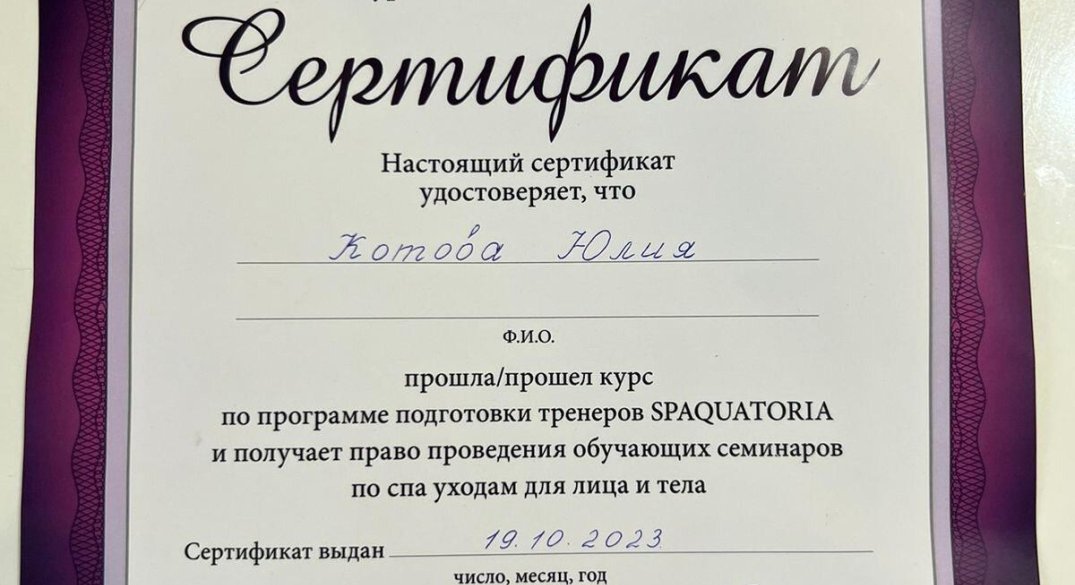 Сертификат
Настоящий сертификат
удостоверяет, что
Котова Юлия
Ф.И.О.
прошла/прошел курс
по программе подготовки тренеров SPAQUATORIA
и получает право проведения обучающих семинаров
по спа уходам для лица и тела
Сертификат выдан 19.10.2023
число, месяц, год